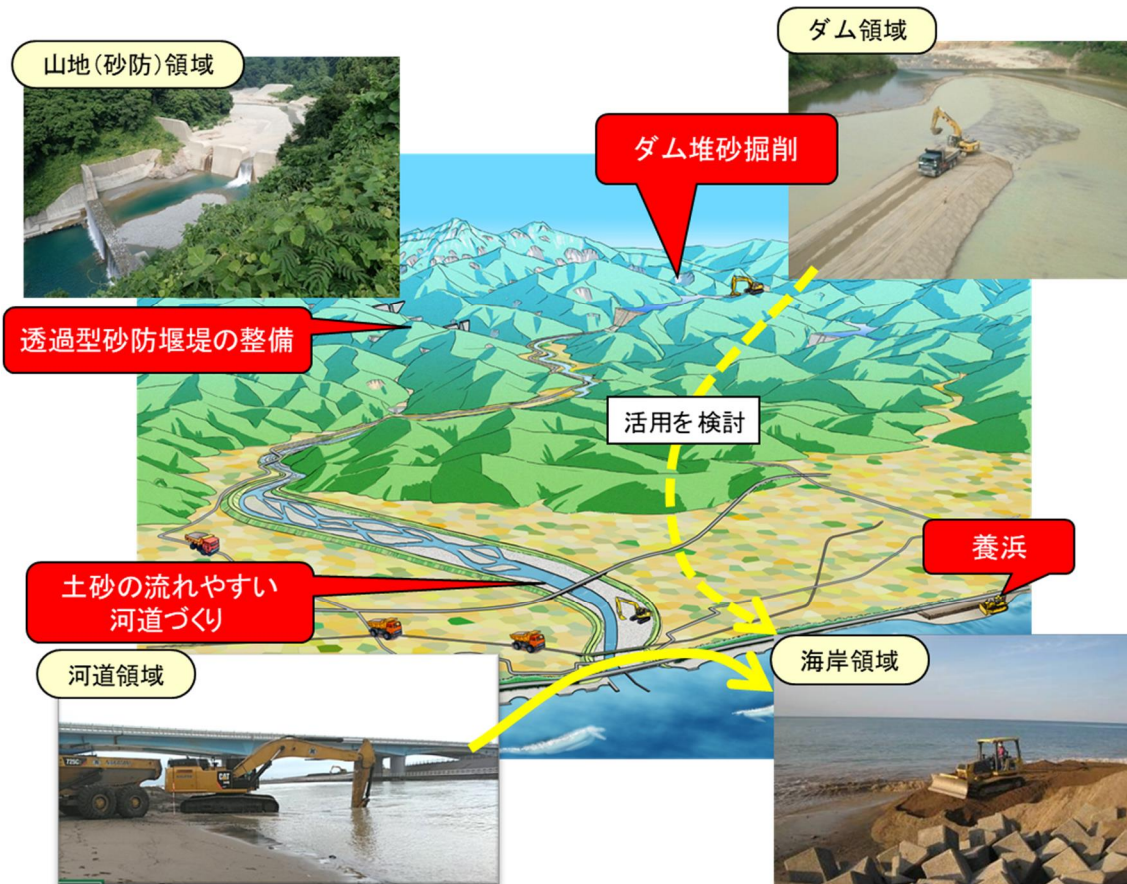 山地(砂防)領域
ダム領域
ダム堆砂掘削
透過型砂防堰堤の整備
活用を検討
養浜
土砂の流れやすい
河道づくり
河道領域
海岸領域
725C
CAT